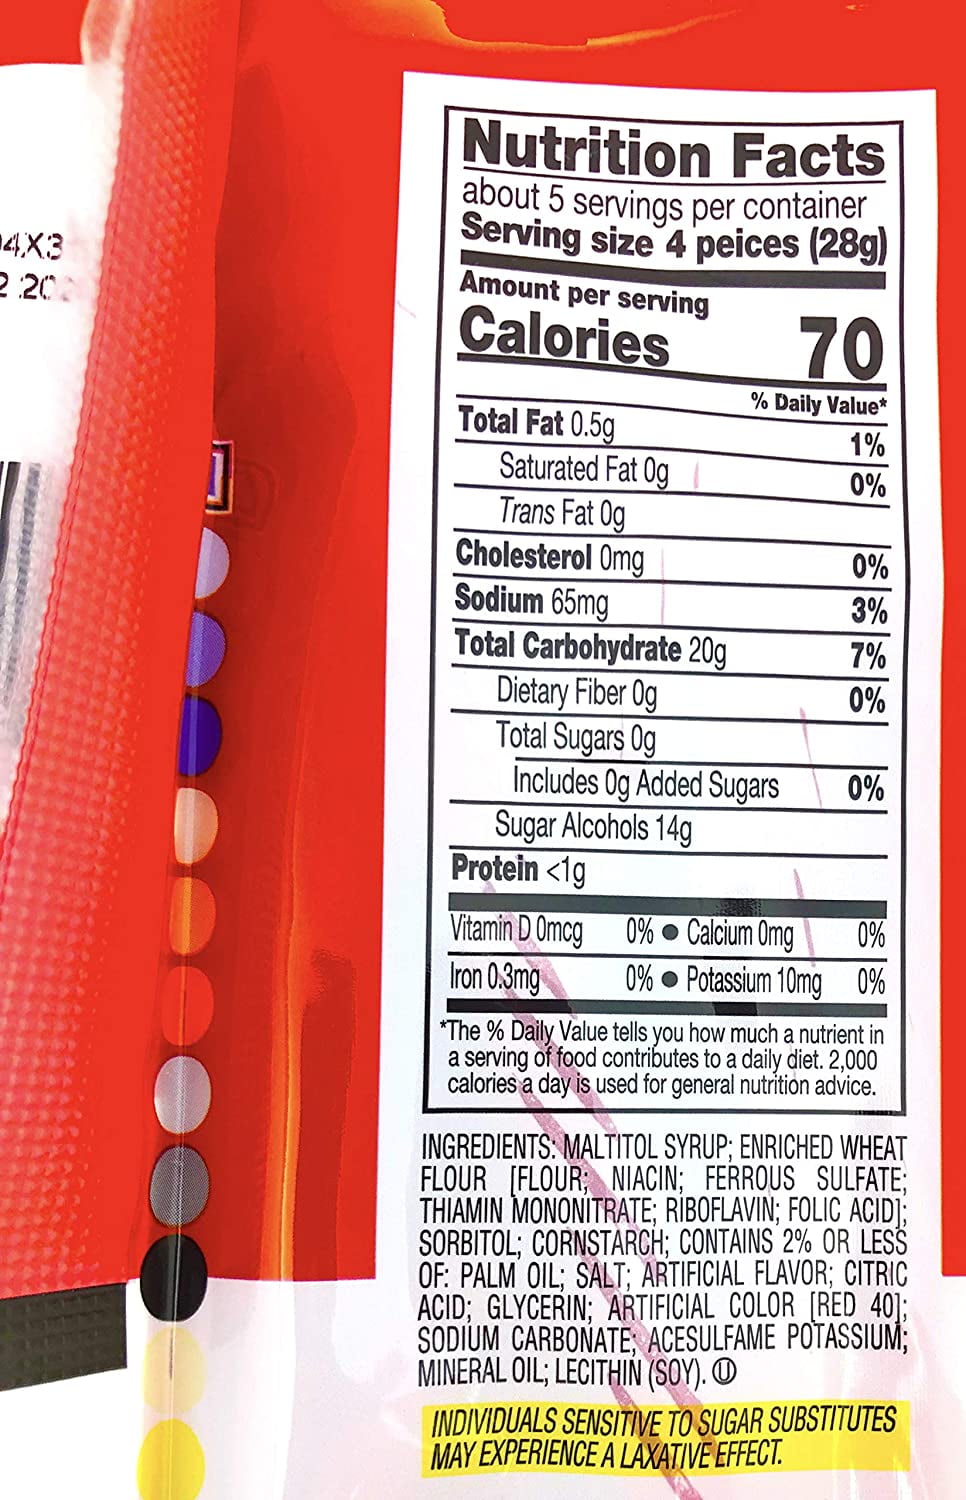 4X3
2 20
Nutrition Facts
about 5 servings per container
Serving size 4 peices (28g)
Amount per serving
Calories 70
% Daily Value*
Total Fat 0.5g 1%
Saturated Fat 0g 0%
Trans Fat 0g
Cholesterol 0mg 0%
Sodium 65mg 3%
Total Carbohydrate 20g 7%
Dietary Fiber 0g 0%
Total Sugars 0g
Includes 0g Added Sugars 0%
Sugar Alcohols 14g
Protein <1g
Vitamin D 0mcg 0% ● Calcium 0mg 0%
Iron 0.3mg 0% ● Potassium 10mg 0%
*The % Daily Value tells you how much a nutrient in
a serving of food contributes to a daily diet. 2,000
calories a day is used for general nutrition advice.
INGREDIENTS: MALTITOL SYRUP; ENRICHED WHEAT
FLOUR [FLOUR; NIACIN; FERROUS SULFATE;
THIAMIN MONONITRATE; RIBOFLAVIN; FOLIC ACID];
SORBITOL; CORNSTARCH; CONTAINS 2% OR LESS
OF: PALM OIL; SALT; ARTIFICIAL FLAVOR; CITRIC
ACID; GLYCERIN; ARTIFICIAL COLOR [RED 40];
SODIUM CARBONATE; ACESULFAME POTASSIUM;
MINERAL OIL; LECITHIN (SOY). Ⓤ
INDIVIDUALS SENSITIVE TO SUGAR SUBSTITUTES
MAY EXPERIENCE A LAXATIVE EFFECT.